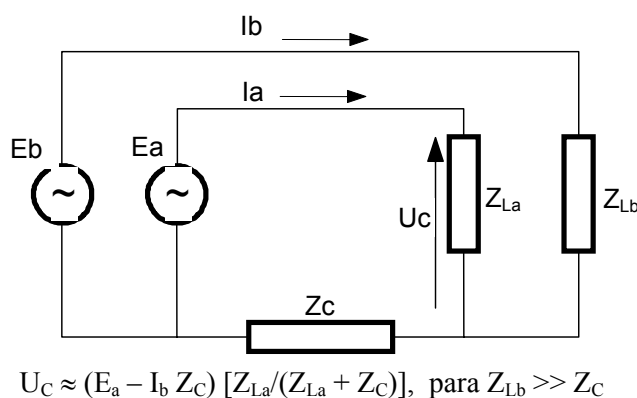 Ib
Ia
Eb
Ea
~
~
Uc
Z_La
Z_Lb
Zc
U_C ≈ (E_a – I_b Z_C) [Z_La/(Z_La + Z_C)], para Z_Lb >> Z_C